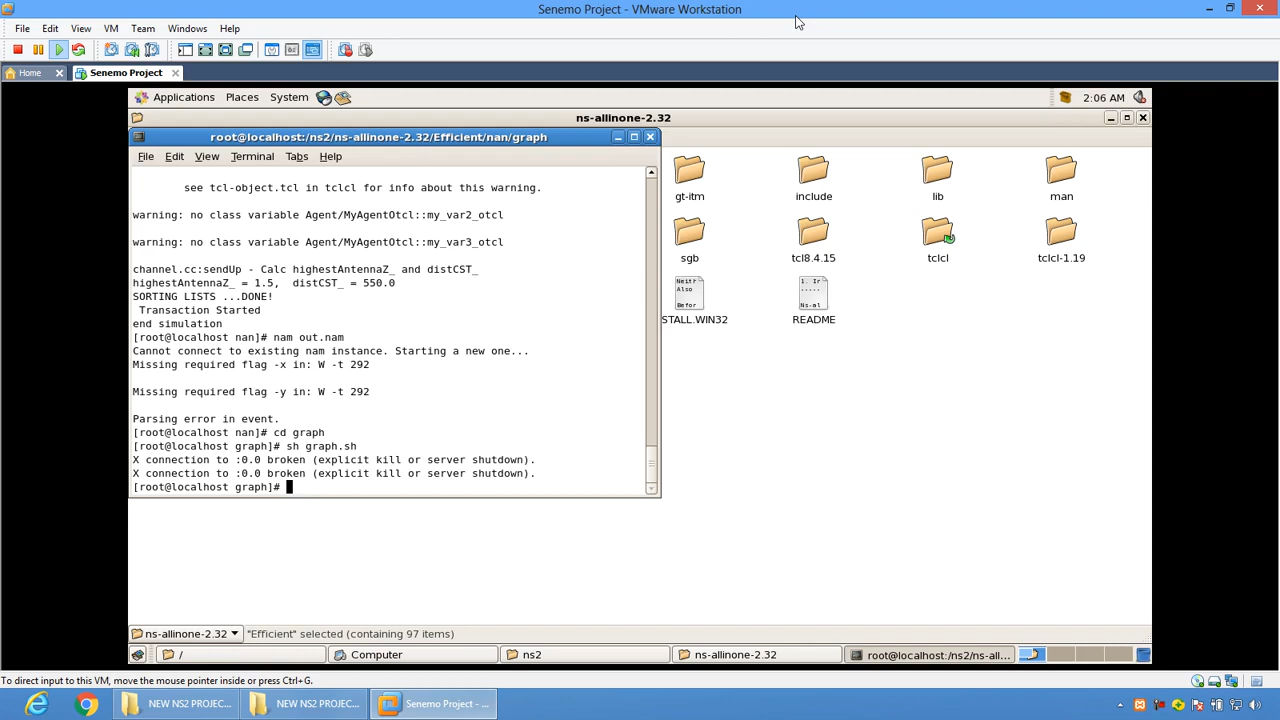 Senemo Project - VMware Workstation
File Edit View VM Team Windows Help
Home Senemo Project
Applications Places System 2:06 AM
ns-allinone-2.32
root@localhost:/ns2/ns-allinone-2.32/Efficient/nan/graph
File Edit View Terminal Tabs Help
see tcl-object.tcl in tclcl for info about this warning.
warning: no class variable Agent/MyAgentOtcl::my_var2_otcl
warning: no class variable Agent/MyAgentOtcl::my_var3_otcl
channel.cc:sendUp - Calc highestAntennaZ_ and distCST_
highestAntennaZ_ = 1.5, distCST_ = 550.0
SORTING LISTS ...DONE!
Transaction Started
end simulation
[root@localhost nan]# nam out.nam
Cannot connect to existing nam instance. Starting a new one...
Missing required flag -x in: W -t 292
Missing required flag -y in: W -t 292
Parsing error in event.
[root@localhost nan]# cd graph
[root@localhost graph]# sh graph.sh
X connection to :0.0 broken (explicit kill or server shutdown).
X connection to :0.0 broken (explicit kill or server shutdown).
[root@localhost graph]#
gt-itm include lib man
sgb tcl8.4.15 tclcl tclcl-1.19
Neith
Also
Befor
1. Ir
-----
Ns-al
STALL.WIN32 README
ns-allinone-2.32 "Efficient" selected (containing 97 items)
/ Computer ns2 ns-allinone-2.32 root@localhost:/ns2/ns-all...
To direct input to this VM, move the mouse pointer inside or press Ctrl+G.
NEW NS2 PROJEC... NEW NS2 PROJEC... Senemo Project - ... 2:06 AM